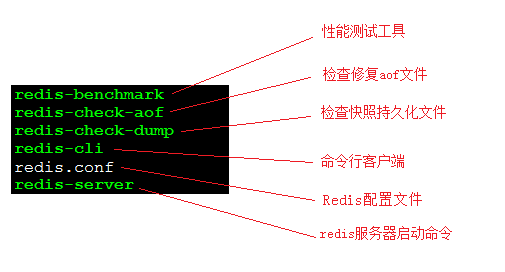 性能测试工具
检查修复aof文件
redis-benchmark
redis-check-aof
检查快照持久化文件
redis-check-dump
redis-cli
命令行客户端
redis.conf
redis-server
Redis配置文件
redis服务器启动命令